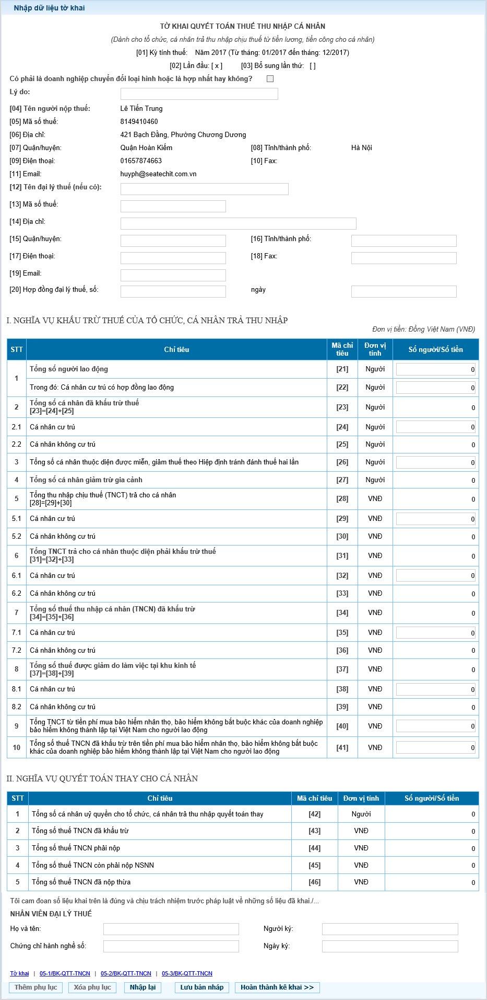 Nhập dữ liệu tờ khai
TỜ KHAI QUYẾT TOÁN THUẾ THU NHẬP CÁ NHÂN
(Dành cho tổ chức, cá nhân trả thu nhập chịu thuế từ tiền lương, tiền công cho cá nhân)
[01] Kỳ tính thuế: Năm 2017 (Từ tháng: 01/2017 đến tháng: 12/2017)
[02] Lần đầu: [ x ] [03] Bổ sung lần thứ: [ ]
Có phải là doanh nghiệp chuyển đổi loại hình hoặc là hợp nhất hay không?
Lý do:
[04] Tên người nộp thuế: Lê Tiến Trung
[05] Mã số thuế: 8149410460
[06] Địa chỉ: 421 Bạch Đằng, Phường Chương Dương
[07] Quận/huyện: Quận Hoàn Kiếm [08] Tỉnh/thành phố: Hà Nội
[09] Điện thoại: 01657874663 [10] Fax:
[11] Email: huyph@seatechit.com.vn
[12] Tên đại lý thuế (nếu có):
[13] Mã số thuế:
[14] Địa chỉ:
[15] Quận/huyện: [16] Tỉnh/thành phố:
[17] Điện thoại: [18] Fax:
[19] Email:
[20] Hợp đồng đại lý thuế, số: ngày
I. NGHĨA VỤ KHẤU TRỪ THUẾ CỦA TỔ CHỨC, CÁ NHÂN TRẢ THU NHẬP
Đơn vị tiền: Đồng Việt Nam (VNĐ)
STT Chỉ tiêu Mã chỉ tiêu Đơn vị tính Số người/Số tiền
1 Tổng số người lao động [21] Người 0
Trong đó: Cá nhân cư trú có hợp đồng lao động [22] Người 0
2 Tổng số cá nhân đã khấu trừ thuế
[23]=[24]+[25] [23] Người 0
2.1 Cá nhân cư trú [24] Người 0
2.2 Cá nhân không cư trú [25] Người 0
3 Tổng số cá nhân thuộc diện được miễn, giảm thuế theo Hiệp định tránh đánh thuế hai lần [26] Người 0
4 Tổng số cá nhân giảm trừ gia cảnh [27] Người 0
5 Tổng thu nhập chịu thuế (TNCT) trả cho cá nhân
[28]=[29]+[30] [28] VNĐ 0
5.1 Cá nhân cư trú [29] VNĐ 0
5.2 Cá nhân không cư trú [30] VNĐ 0
6 Tổng TNCT trả cho cá nhân thuộc diện phải khấu trừ thuế
[31]=[32]+[33] [31] VNĐ 0
6.1 Cá nhân cư trú [32] VNĐ 0
6.2 Cá nhân không cư trú [33] VNĐ 0
7 Tổng số thuế thu nhập cá nhân (TNCN) đã khấu trừ
[34]=[35]+[36] [34] VNĐ 0
7.1 Cá nhân cư trú [35] VNĐ 0
7.2 Cá nhân không cư trú [36] VNĐ 0
8 Tổng số thuế được giảm do làm việc tại khu kinh tế
[37]=[38]+[39] [37] VNĐ 0
8.1 Cá nhân cư trú [38] VNĐ 0
8.2 Cá nhân không cư trú [39] VNĐ 0
9 Tổng TNCT từ tiền phí mua bảo hiểm nhân thọ, bảo hiểm không bắt buộc khác của doanh nghiệp
bảo hiểm không thành lập tại Việt Nam cho người lao động [40] VNĐ 0
10 Tổng số thuế TNCN đã khấu trừ trên tiền phí mua bảo hiểm nhân thọ, bảo hiểm không bắt buộc
khác của doanh nghiệp bảo hiểm không thành lập tại Việt Nam cho người lao động [41] VNĐ 0
II. NGHĨA VỤ QUYẾT TOÁN THAY CHO CÁ NHÂN
STT Chỉ tiêu Mã chỉ tiêu Đơn vị tính Số người/Số tiền
1 Tổng số cá nhân uỷ quyền cho tổ chức, cá nhân trả thu nhập quyết toán thay [42] Người 0
2 Tổng số thuế TNCN đã khấu trừ [43] VNĐ 0
3 Tổng số thuế TNCN phải nộp [44] VNĐ 0
4 Tổng số thuế TNCN còn phải nộp NSNN [45] VNĐ 0
5 Tổng số thuế TNCN đã nộp thừa [46] VNĐ 0
Tôi cam đoan số liệu khai trên là đúng và chịu trách nhiệm trước pháp luật về những số liệu đã khai./...
NHÂN VIÊN ĐẠI LÝ THUẾ
Họ và tên: Người ký:
Chứng chỉ hành nghề số: Ngày ký:
Tờ khai | 05-1/BK-QTT-TNCN | 05-2/BK-QTT-TNCN | 05-3/BK-QTT-TNCN
Thêm phụ lục Xóa phụ lục Nhập lại Lưu bản nháp Hoàn thành kê khai >>